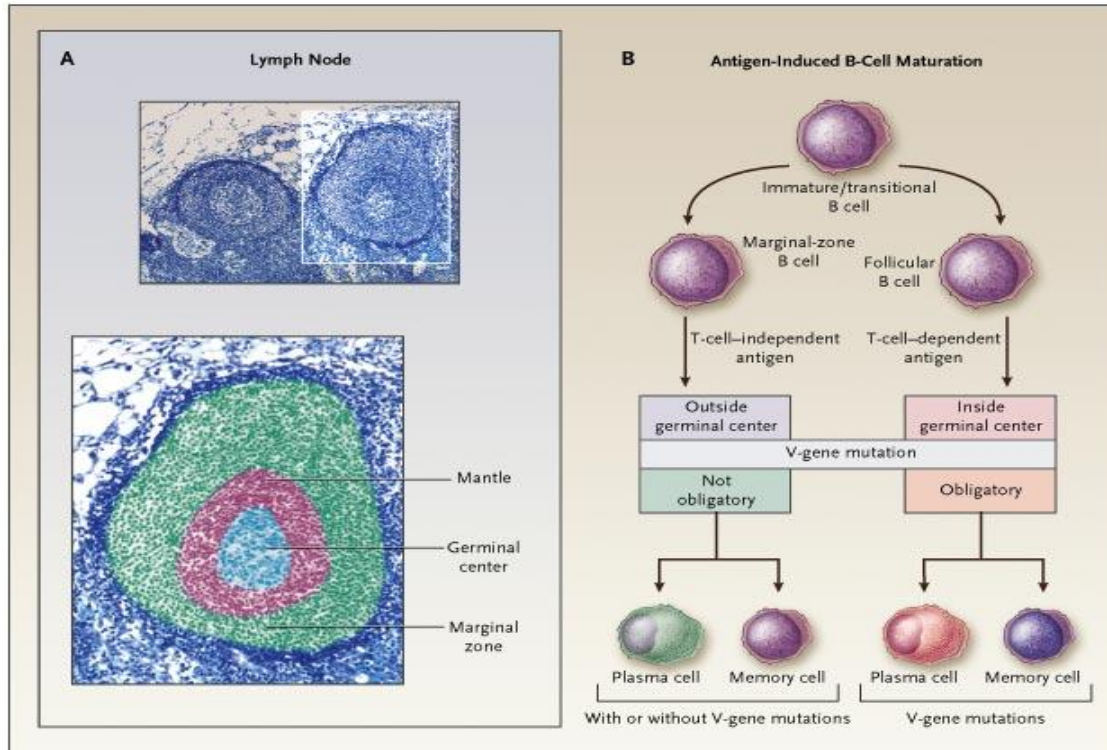 A
Lymph Node
Mantle
Germinal
center
Marginal
zone
B
Antigen-Induced B-Cell Maturation
Immature/transitional
B cell
Marginal-zone
B cell
Follicular
B cell
T-cell–independent
antigen
T-cell–dependent
antigen
Outside
germinal center
Inside
germinal center
V-gene mutation
Not
obligatory
Obligatory
Plasma cell
Memory cell
Plasma cell
Memory cell
With or without V-gene mutations
V-gene mutations